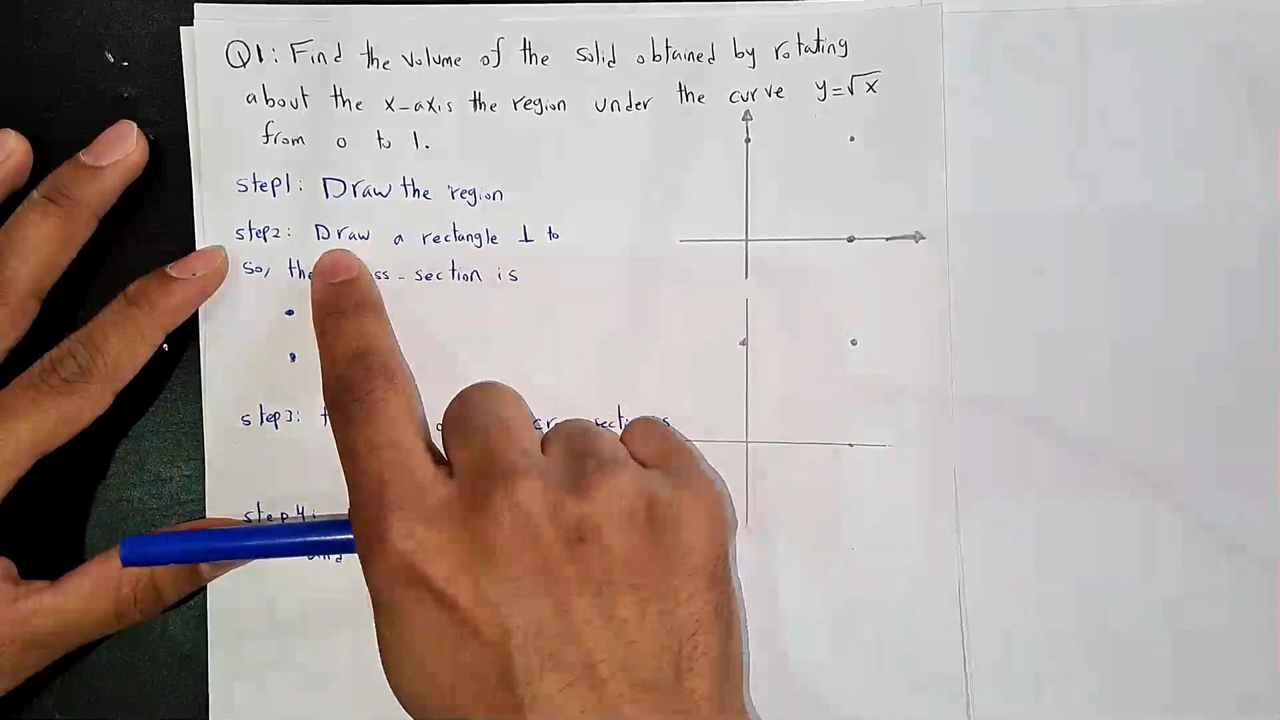 Q1: Find the volume of the solid obtained by rotating
about the x-axis the region under the curve y=√x
from 0 to 1.
step1: Draw the region
step2: Draw a rectangle ⊥ to
so, the section is
step3:
step4:
and